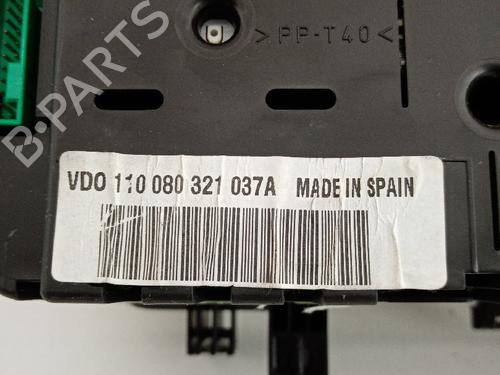 >PP-T40<
B-PARTS
VDO 110 080 321 037A MADE IN SPAIN